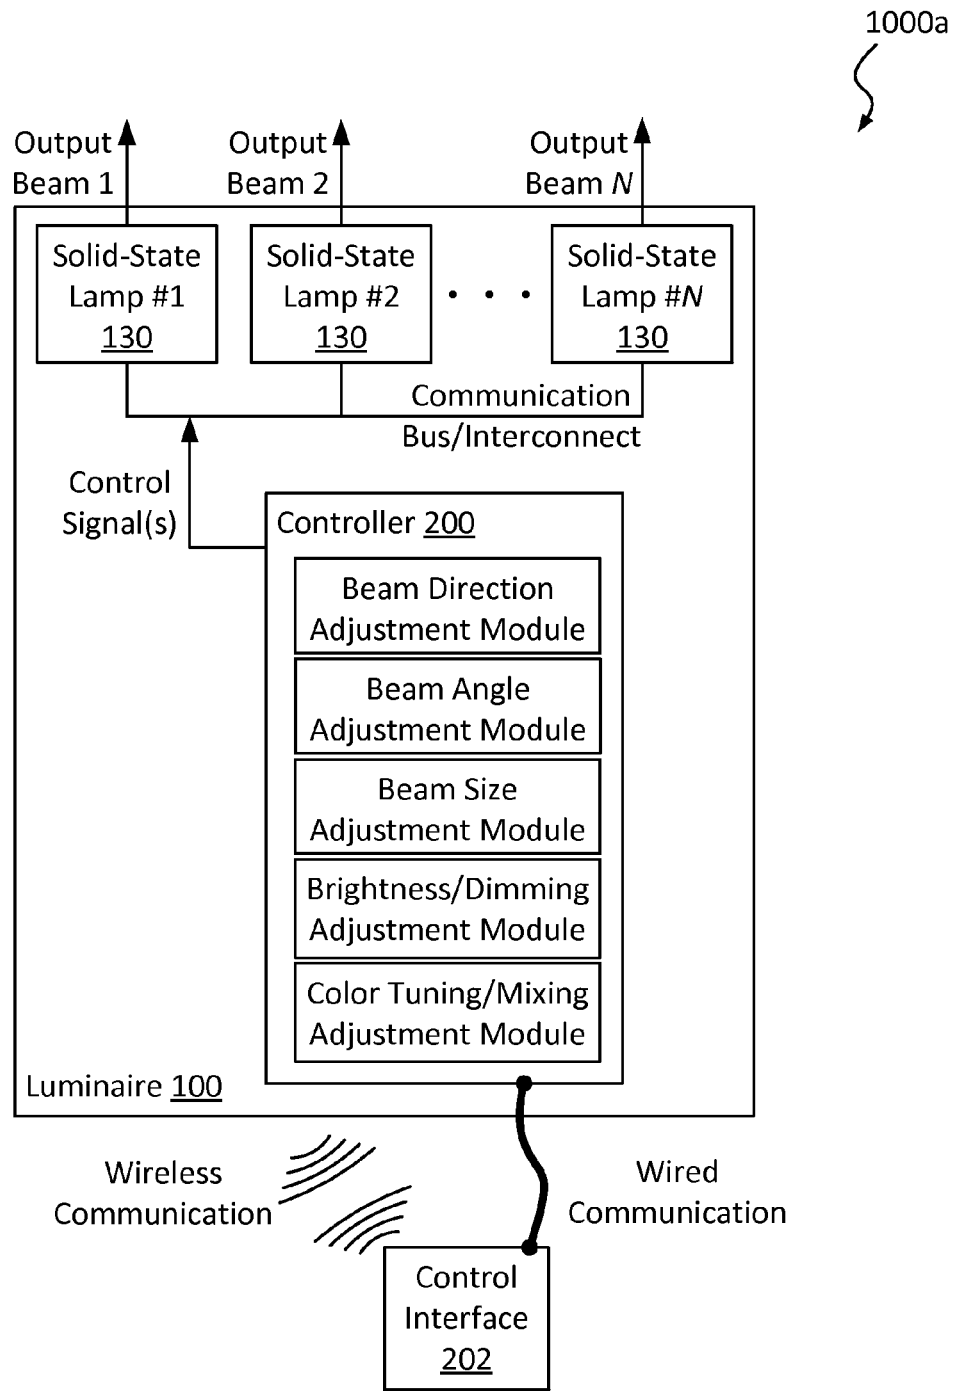 1000a
Output
Beam 1
Output
Beam 2
Output
Beam N
Solid-State
Lamp #1
130
Solid-State
Lamp #2
130
Solid-State
Lamp #N
130
Communication
Bus/Interconnect
Control
Signal(s)
Controller 200
Beam Direction
Adjustment Module
Beam Angle
Adjustment Module
Beam Size
Adjustment Module
Brightness/Dimming
Adjustment Module
Color Tuning/Mixing
Adjustment Module
Luminaire 100
Wireless
Communication
Wired
Communication
Control
Interface
202